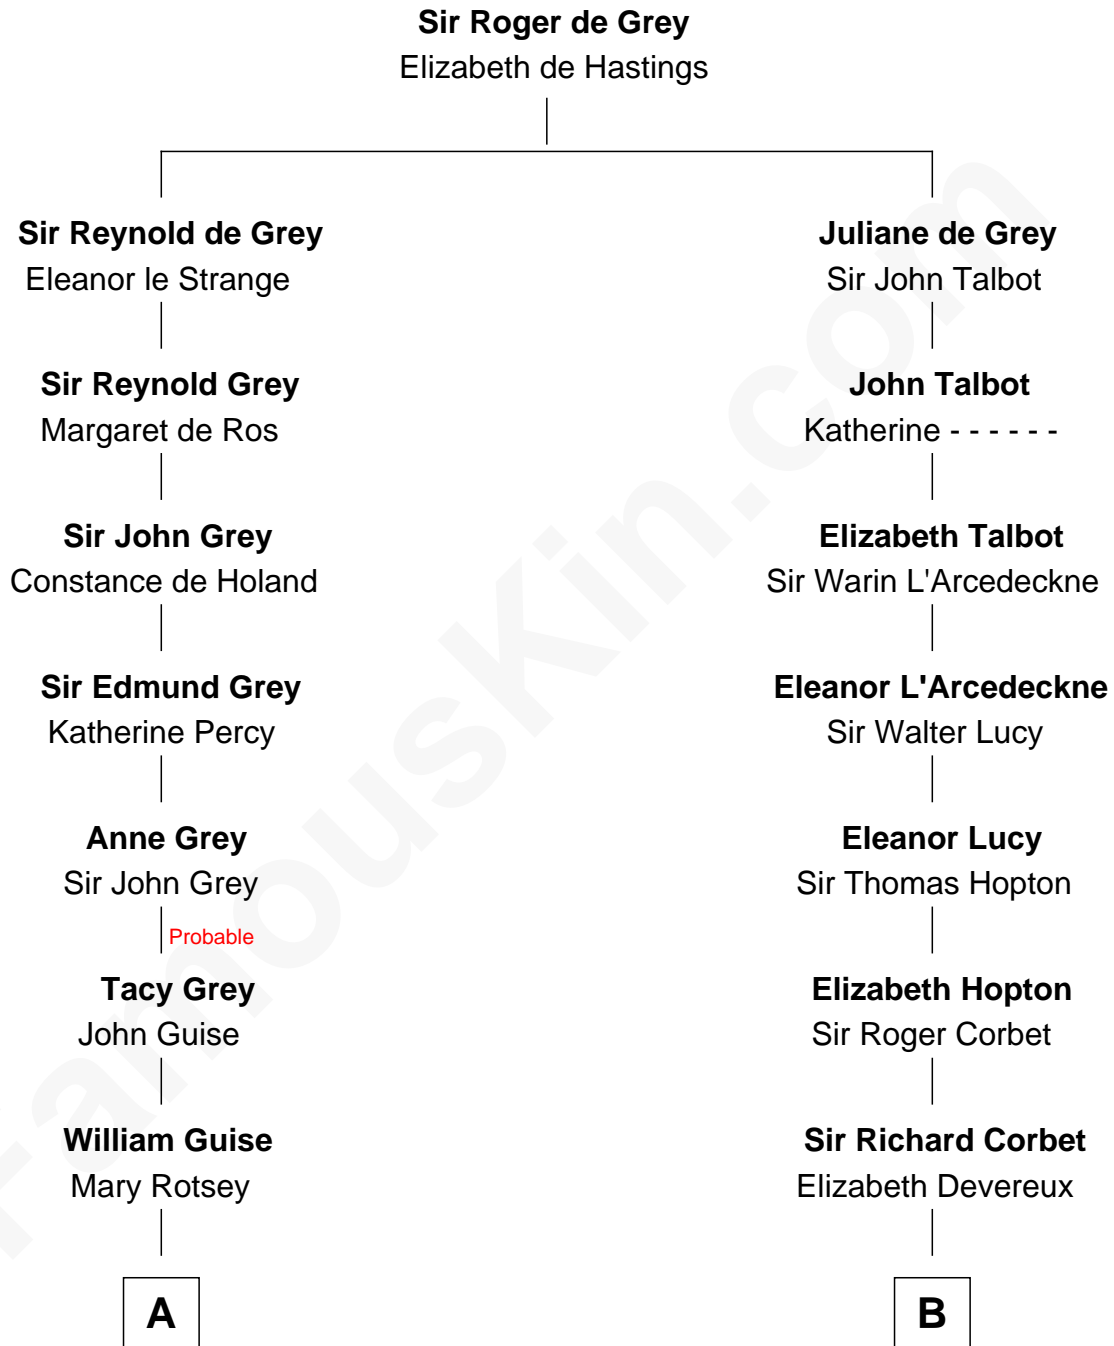 Sir Roger de Grey
Elizabeth de Hastings
Sir Reynold de Grey
Eleanor le Strange
Juliane de Grey
Sir John Talbot
Sir Reynold Grey
Margaret de Ros
John Talbot
Katherine - - - - - -
Sir John Grey
Constance de Holand
Elizabeth Talbot
Sir Warin L'Arcedeckne
Sir Edmund Grey
Katherine Percy
Eleanor L'Arcedeckne
Sir Walter Lucy
Anne Grey
Sir John Grey
Eleanor Lucy
Sir Thomas Hopton
Probable
Tacy Grey
John Guise
Elizabeth Hopton
Sir Roger Corbet
William Guise
Mary Rotsey
Sir Richard Corbet
Elizabeth Devereux
A
B
FamousKin.com